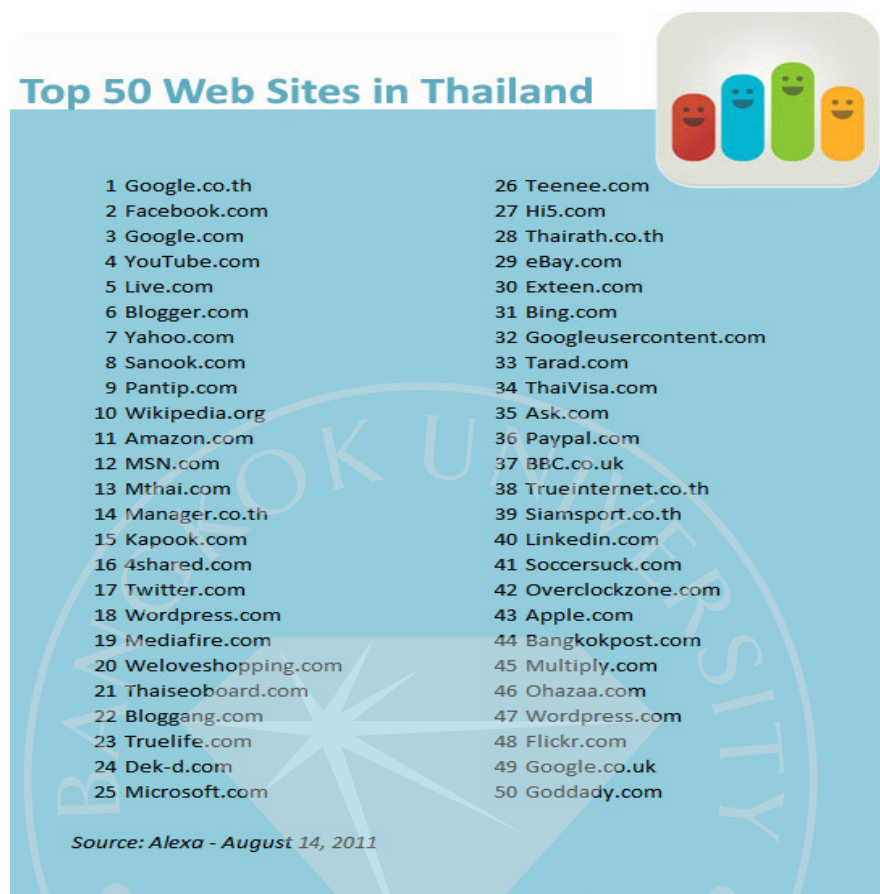 Top 50 Web Sites in Thailand
1 Google.co.th
2 Facebook.com
3 Google.com
4 YouTube.com
5 Live.com
6 Blogger.com
7 Yahoo.com
8 Sanook.com
9 Pantip.com
10 Wikipedia.org
11 Amazon.com
12 MSN.com
13 Mthai.com
14 Manager.co.th
15 Kapook.com
16 4shared.com
17 Twitter.com
18 Wordpress.com
19 Mediafire.com
20 Weloveshopping.com
21 Thaiseoboard.com
22 Bloggang.com
23 Truelife.com
24 Dek-d.com
25 Microsoft.com
26 Teenee.com
27 Hi5.com
28 Thairath.co.th
29 eBay.com
30 Exteen.com
31 Bing.com
32 Googleusercontent.com
33 Tarad.com
34 ThaiVisa.com
35 Ask.com
36 Paypal.com
37 BBC.co.uk
38 Trueinternet.co.th
39 Siamsport.co.th
40 Linkedin.com
41 Soccersuck.com
42 Overclockzone.com
43 Apple.com
44 Bangkokpost.com
45 Multiply.com
46 Ohazaa.com
47 Wordpress.com
48 Flickr.com
49 Google.co.uk
50 Goddady.com
Source: Alexa - August 14, 2011
BANGKOK UNIVERSITY